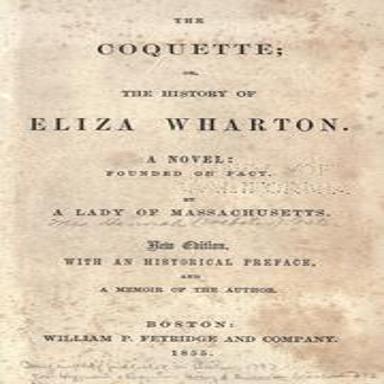 THE
COQUETTE;
OR,
THE HISTORY OF
ELIZA WHARTON.
A NOVEL:
FOUNDED ON FACT.
BY
A LADY OF MASSACHUSETTS.
New Edition,
WITH AN HISTORICAL PREFACE,
AND
A MEMOIR OF THE AUTHOR.
BOSTON:
WILLIAM P. FETRIDGE AND COMPANY.
1855.